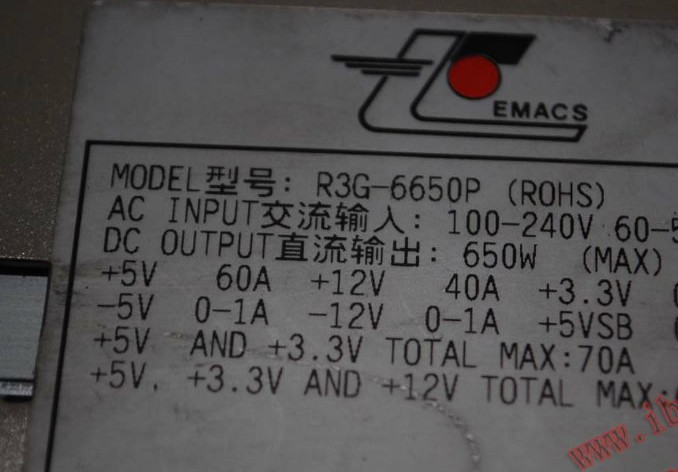 EMACS
MODEL型号: R3G-6650P (ROHS)
AC INPUT交流输入: 100-240V 60-5
DC OUTPUT直流输出: 650W (MAX)
+5V 60A +12V 40A +3.3V
-5V 0-1A -12V 0-1A +5VSB
+5V AND +3.3V TOTAL MAX:70A
+5V, +3.3V AND +12V TOTAL MAX:
www.ib